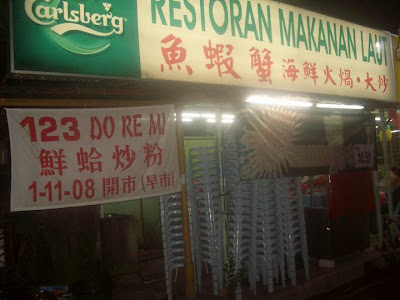 Carlsberg
RESTORAN MAKANAN LAUT
魚蝦蟹海鮮火鍋·大炒
123 DO RE MI
鮮蛤炒粉
1-11-08 開市(早市)